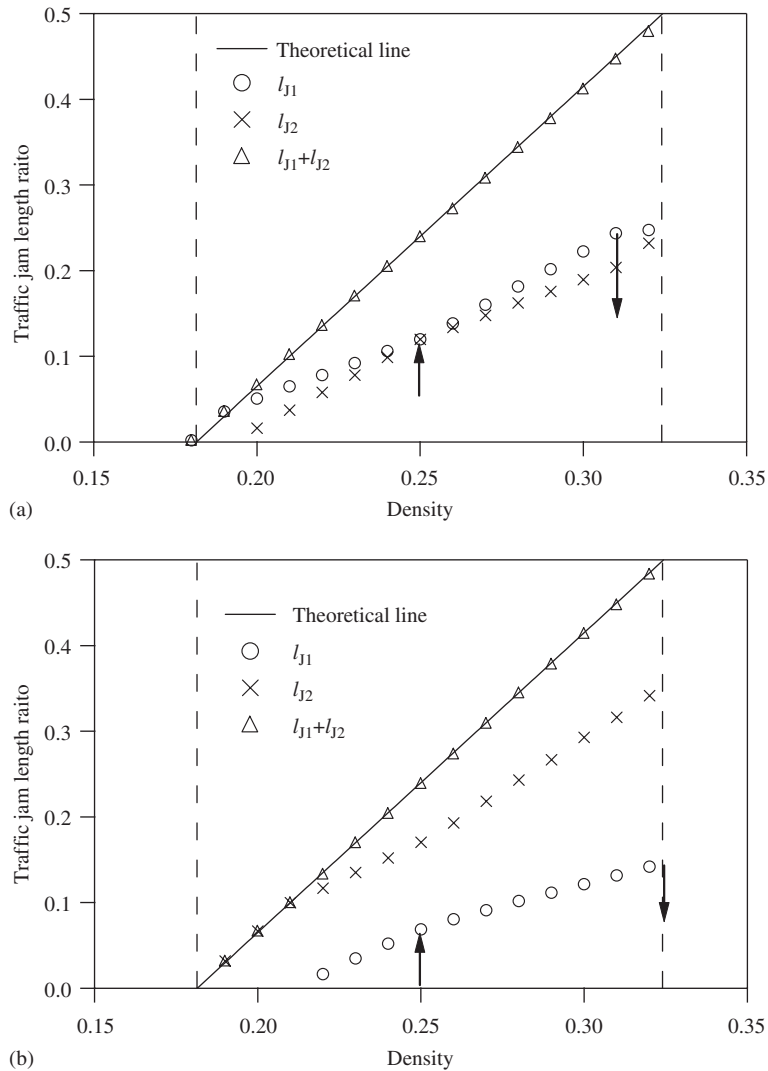 0.5
Theoretical line
l_J1
0.4
l_J2
l_J1+l_J2
0.3
Traffic jam length raito
0.2
0.1
0.0
0.15 0.20 0.25 0.30 0.35
(a) Density
0.5
Theoretical line
0.4
l_J1
l_J2
0.3
l_J1+l_J2
Traffic jam length raito
0.2
0.1
0.0
0.15 0.20 0.25 0.30 0.35
(b) Density